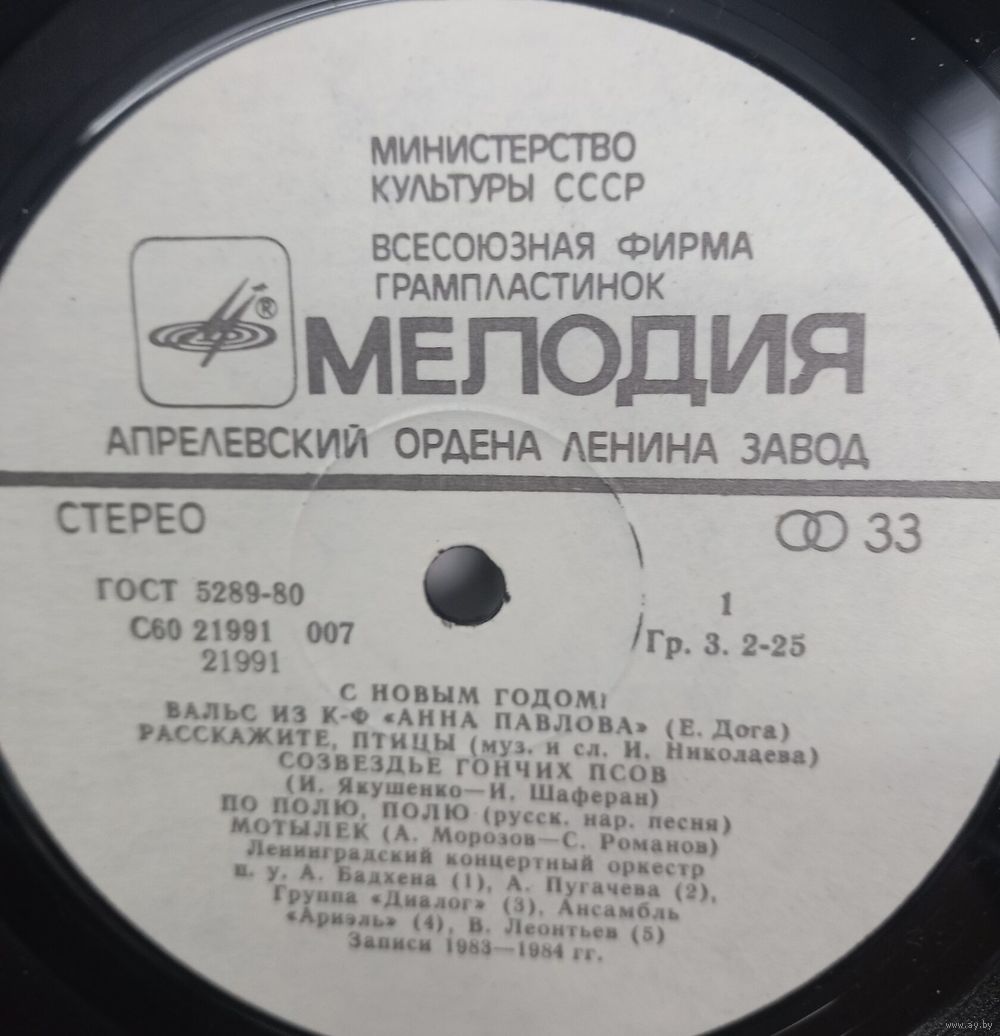 МИНИСТЕРСТВО
КУЛЬТУРЫ СССР
ВСЕСОЮЗНАЯ ФИРМА
ГРАМПЛАСТИНОК
®
МЕЛОДИЯ
АПРЕЛЕВСКИЙ ОРДЕНА ЛЕНИНА ЗАВОД
СТЕРЕО
33
ГОСТ 5289-80
1
С60 21991 007
Гр. 3. 2-25
21991
С НОВЫМ ГОДОМ!
ВАЛЬС ИЗ К-Ф «АННА ПАВЛОВА» (Е. Дога)
РАССКАЖИТЕ, ПТИЦЫ (муз. и сл. И. Николаева)
СОЗВЕЗДЬЕ ГОНЧИХ ПСОВ
(И. Якушенко—И. Шаферан)
ПО ПОЛЮ, ПОЛЮ (русск. нар. песня)
МОТЫЛЕК (А. Морозов—С. Романов)
Ленинградский концертный оркестр
п. у. А. Бадхена (1), А. Пугачева (2),
Группа «Диалог» (3), Ансамбль
«Ариэль» (4), В. Леонтьев (5)
Записи 1983—1984 гг.
www.ay.by